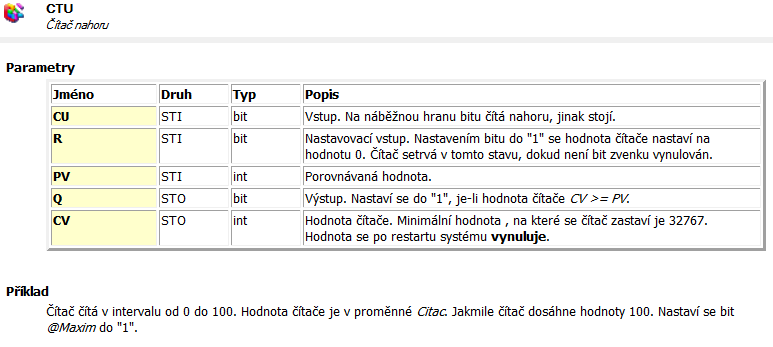 CTU
Čítač nahoru
Parametry
Jméno Druh Typ Popis
CU STI bit Vstup. Na náběžnou hranu bitu čítá nahoru, jinak stojí.
R STI bit Nastavovací vstup. Nastavením bitu do "1" se hodnota čítače nastaví na
hodnotu 0. Čítač setrvá v tomto stavu, dokud není bit zvenku vynulován.
PV STI int Porovnávaná hodnota.
Q STO bit Výstup. Nastaví se do "1", je-li hodnota čítače CV >= PV.
CV STO int Hodnota čítače. Minimální hodnota , na které se čítač zastaví je 32767.
Hodnota se po restartu systému vynuluje.
Příklad
Čítač čítá v intervalu od 0 do 100. Hodnota čítače je v proměnné Citac. Jakmile čítač dosáhne hodnoty 100. Nastaví se bit
@Maxim do "1".